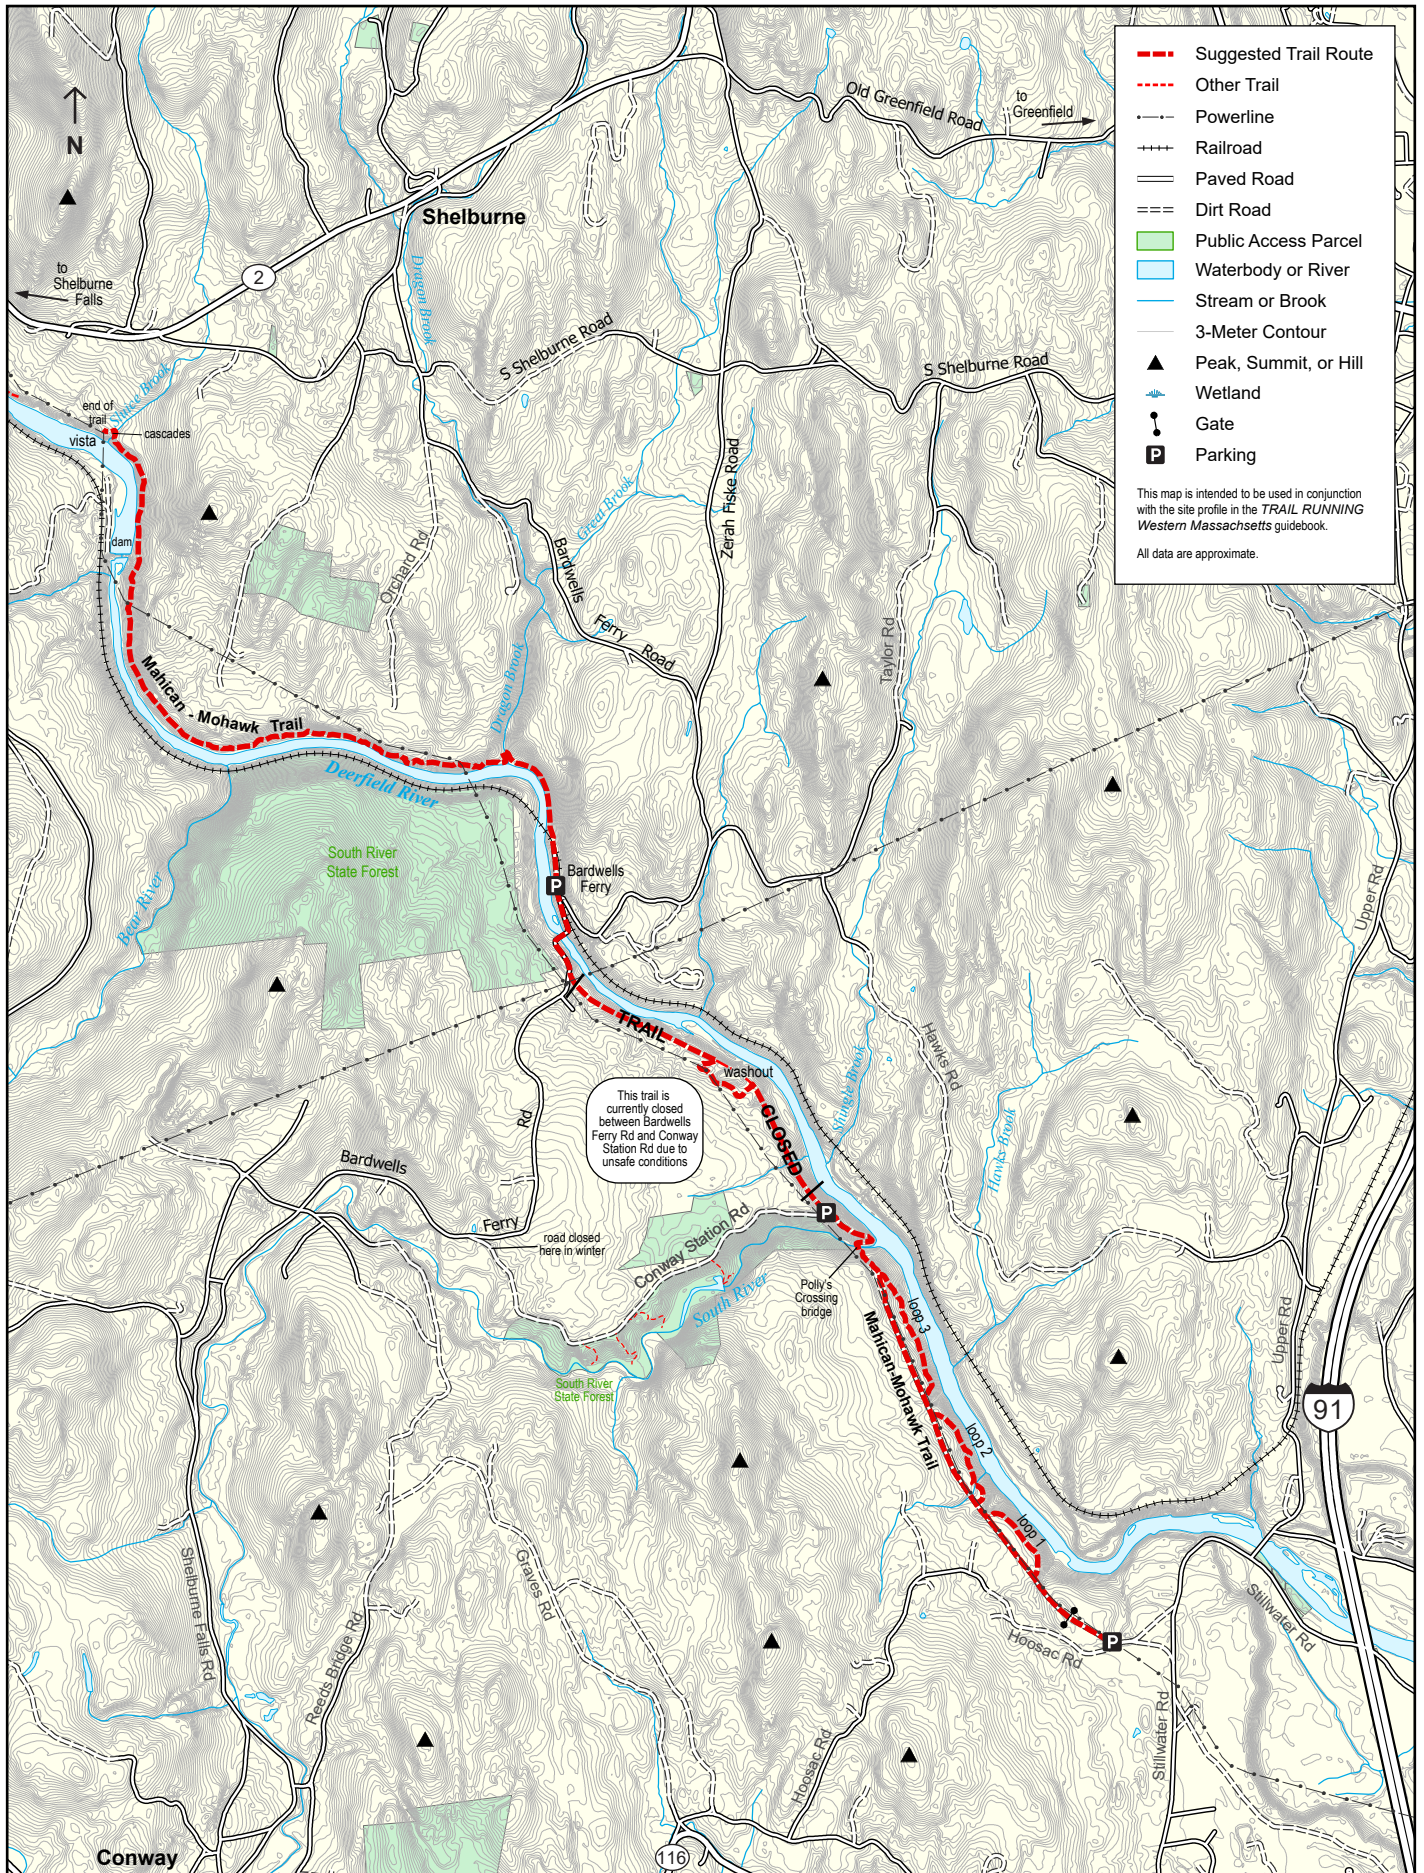 Suggested Trail Route
Other Trail
Powerline
Railroad
Paved Road
Dirt Road
Public Access Parcel
Waterbody or River
Stream or Brook
3-Meter Contour
Peak, Summit, or Hill
Wetland
Gate
P
Parking
This map is intended to be used in conjunction
with the site profile in the TRAIL RUNNING
Western Massachsetts guidebook.
All data are approximate.
N
Old Greenfield Road
to
Greenfield
Shelburne
2
to
Shelburne
Falls
Dragon Brook
S Shelburne Road
S Shelburne Road
Sluice Brook
end of
trail
cascades
vista
dam
Great Brook
Zerah Fiske Road
Orchard Rd
Bardwells
Ferry
Road
Taylor Rd
Dragon Brook
Mahican - Mohawk Trail
Deerfield River
South River
State Forest
Bear River
P
Bardwells
Ferry
Upper Rd
TRAIL
CLOSED
washout
Hawks Rd
Shingle Brook
Hawks Brook
This trail is
currently closed
between Bardwells
Ferry Rd and Conway
Station Rd due to
unsafe conditions
Rd
Bardwells
Ferry
road closed
here in winter
Conway Station Rd
P
South River
Polly's
Crossing
bridge
loop 3
Mahican-Mohawk Trail
Upper Rd
South River
State Forest
91
loop 2
loop 1
Shelburne Falls Rd
Graves Rd
Reeds Bridge Rd
Stillwater Rd
Hoosac Rd
P
Hoosac Rd
Stillwater Rd
Conway
116